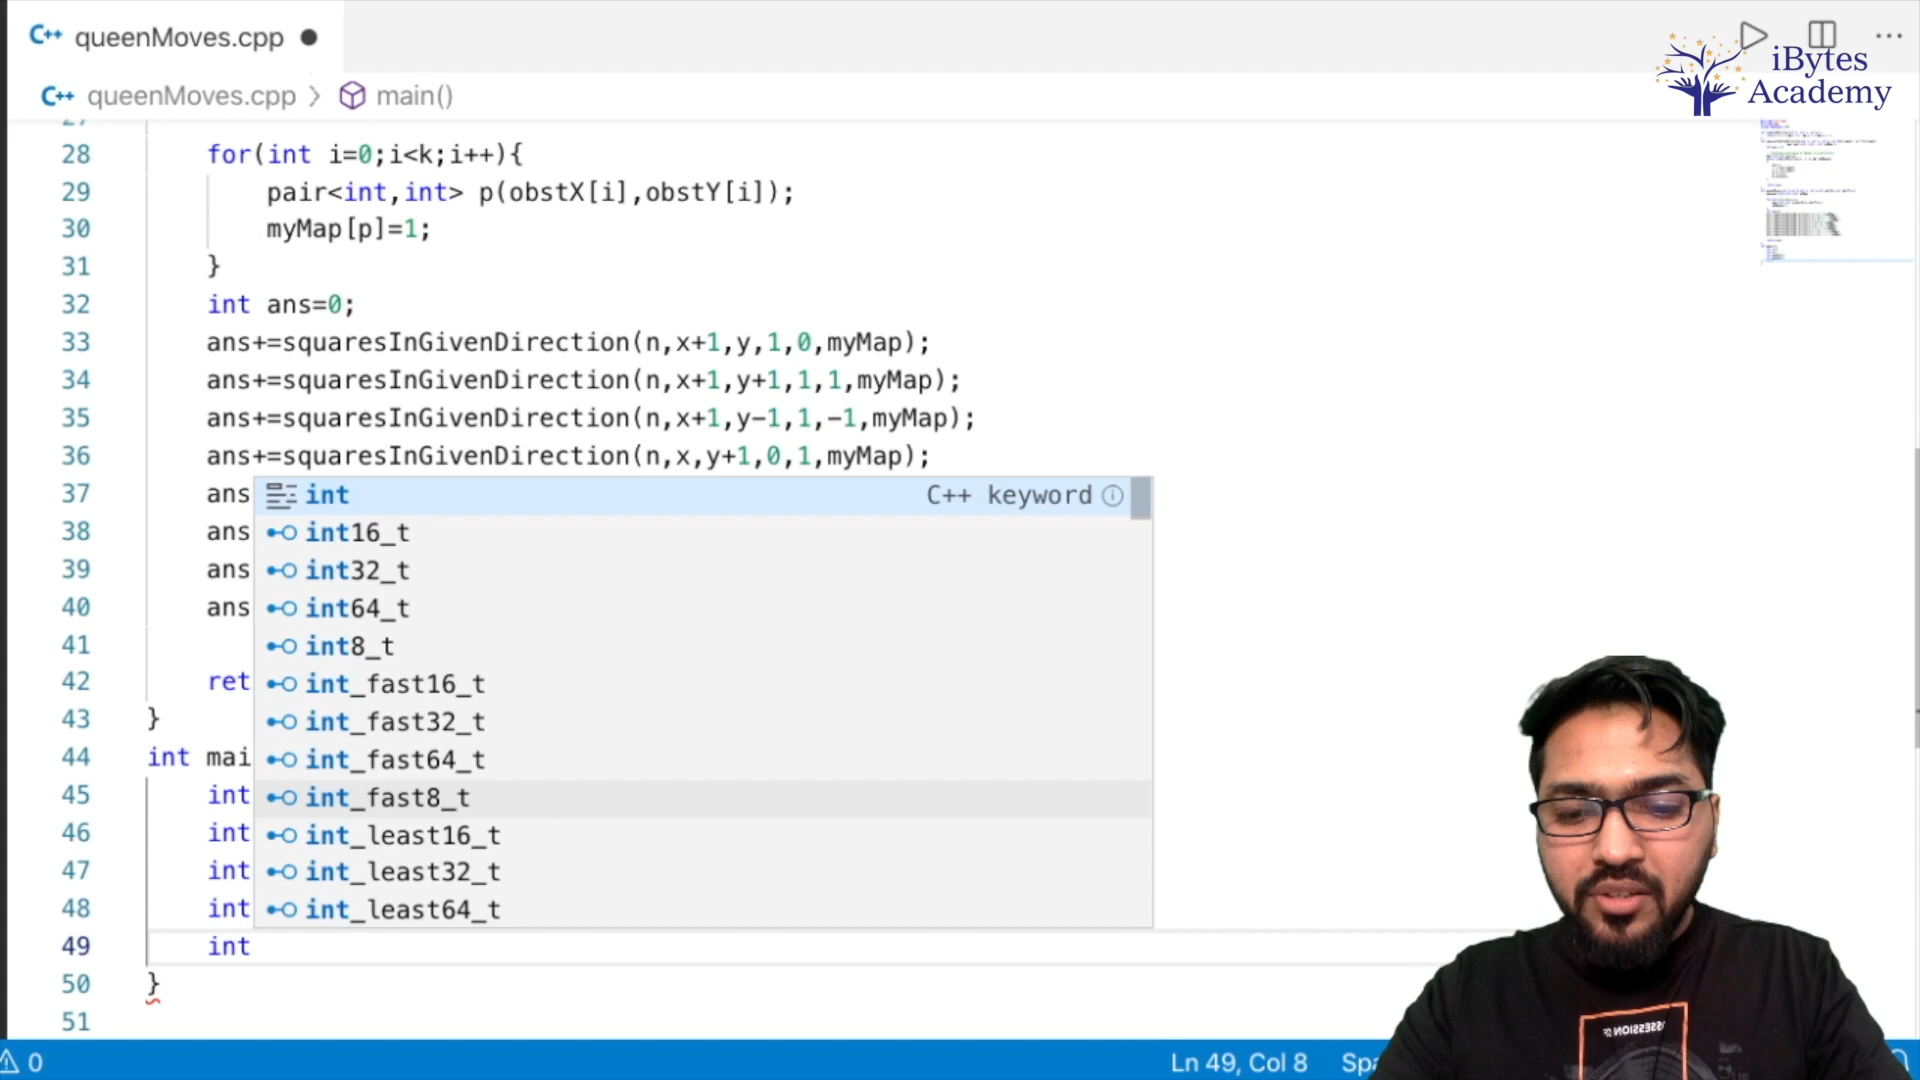 queenMoves.cpp
iBytes
Academy
queenMoves.cpp > main()
27
28 for(int i=0;i<k;i++){
29 pair<int,int> p(obstX[i],obstY[i]);
30 myMap[p]=1;
31 }
32 int ans=0;
33 ans+=squaresInGivenDirection(n,x+1,y,1,0,myMap);
34 ans+=squaresInGivenDirection(n,x+1,y+1,1,1,myMap);
35 ans+=squaresInGivenDirection(n,x+1,y-1,1,-1,myMap);
36 ans+=squaresInGivenDirection(n,x,y+1,0,1,myMap);
37 ans int C++ keyword
38 ans int16_t
39 ans int32_t
40 ans int64_t
41 int8_t
42 ret int_fast16_t
43 } int_fast32_t
44 int mai int_fast64_t
45 int int_fast8_t
46 int int_least16_t
47 int int_least32_t
48 int int_least64_t
49 int
50 }
51
0 Ln 49, Col 8 Spa